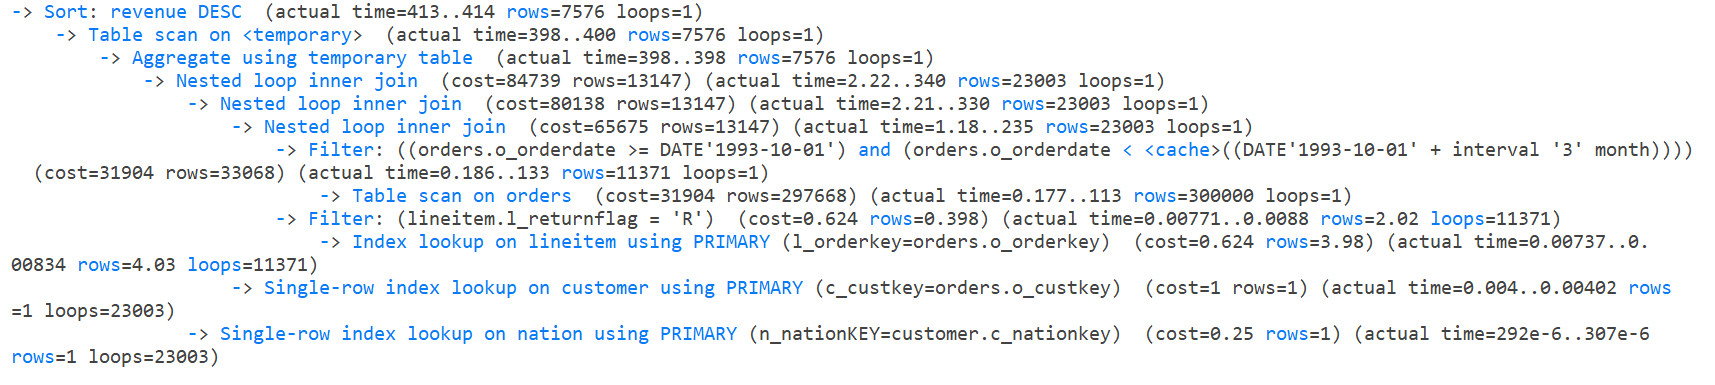 -> Sort: revenue DESC  (actual time=413..414 rows=7576 loops=1)
    -> Table scan on <temporary>  (actual time=398..400 rows=7576 loops=1)
        -> Aggregate using temporary table  (actual time=398..398 rows=7576 loops=1)
            -> Nested loop inner join  (cost=84739 rows=13147) (actual time=2.22..340 rows=23003 loops=1)
                -> Nested loop inner join  (cost=80138 rows=13147) (actual time=2.21..330 rows=23003 loops=1)
                    -> Nested loop inner join  (cost=65675 rows=13147) (actual time=1.18..235 rows=23003 loops=1)
                        -> Filter: ((orders.o_orderdate >= DATE'1993-10-01') and (orders.o_orderdate < <cache>((DATE'1993-10-01' + interval '3' month))))
  (cost=31904 rows=33068) (actual time=0.186..133 rows=11371 loops=1)
                            -> Table scan on orders  (cost=31904 rows=297668) (actual time=0.177..113 rows=300000 loops=1)
                        -> Filter: (lineitem.l_returnflag = 'R')  (cost=0.624 rows=0.398) (actual time=0.00771..0.0088 rows=2.02 loops=11371)
                            -> Index lookup on lineitem using PRIMARY (l_orderkey=orders.o_orderkey)  (cost=0.624 rows=3.98) (actual time=0.00737..0.
00834 rows=4.03 loops=11371)
                    -> Single-row index lookup on customer using PRIMARY (c_custkey=orders.o_custkey)  (cost=1 rows=1) (actual time=0.004..0.00402 rows
=1 loops=23003)
                -> Single-row index lookup on nation using PRIMARY (n_nationKEY=customer.c_nationkey)  (cost=0.25 rows=1) (actual time=292e-6..307e-6
rows=1 loops=23003)